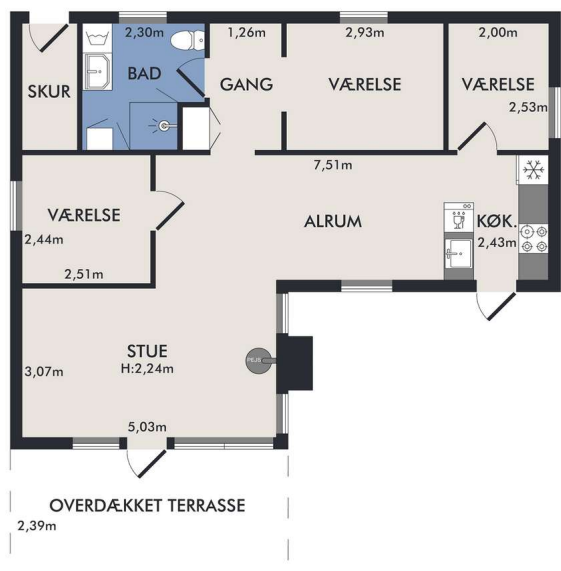 2,30m
1,26m
2,93m
2,00m
BAD
SKUR
GANG
VÆRELSE
VÆRELSE
2,53m
7,51m
VÆRELSE
ALRUM
KØK.
2,44m
2,43m
2,51m
STUE
H:2,24m
PEJS
3,07m
5,03m
OVERDÆKKET TERRASSE
2,39m